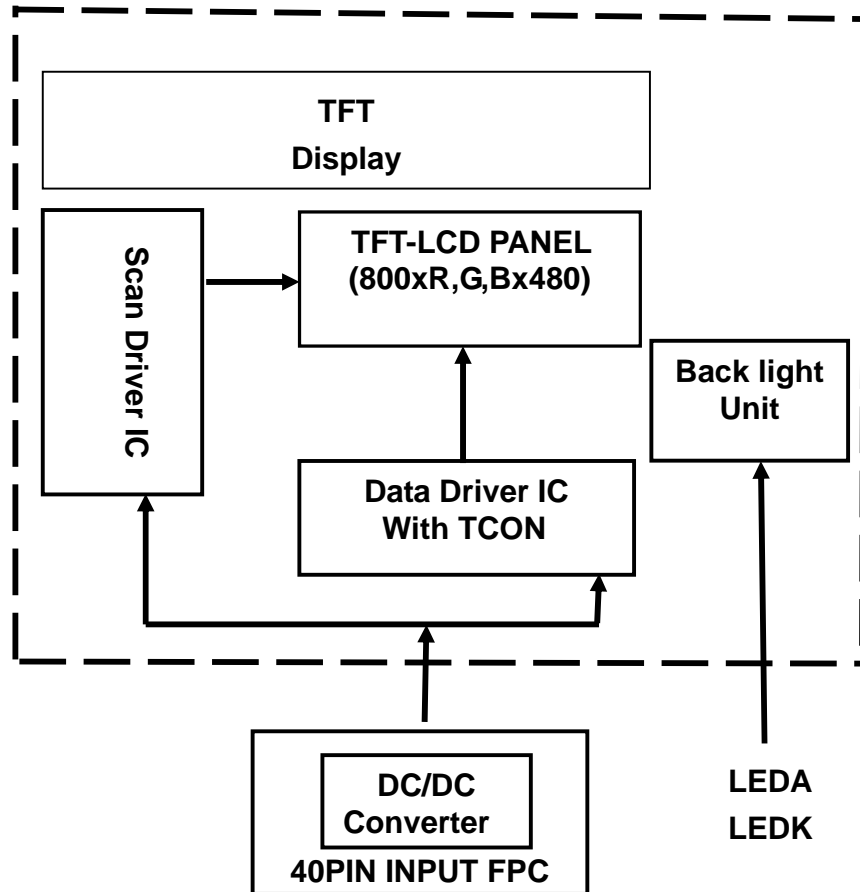 TFT
Display
TFT-LCD PANEL
(800xR,G,Bx480)
Scan Driver IC
Back light
Unit
Data Driver IC
With TCON
DC/DC
Converter
40PIN INPUT FPC
LEDA
LEDK